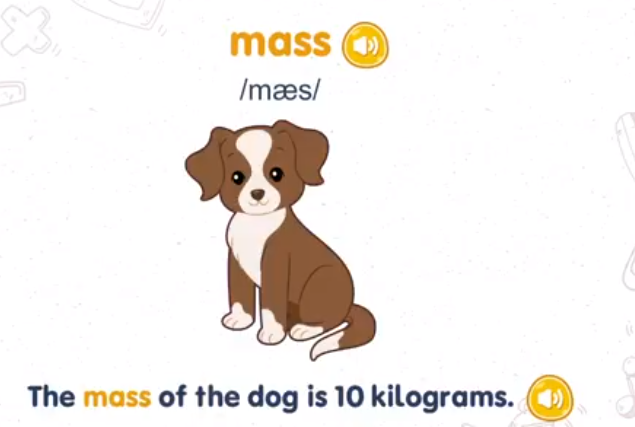 mass
/mæs/
The mass of the dog is 10 kilograms.